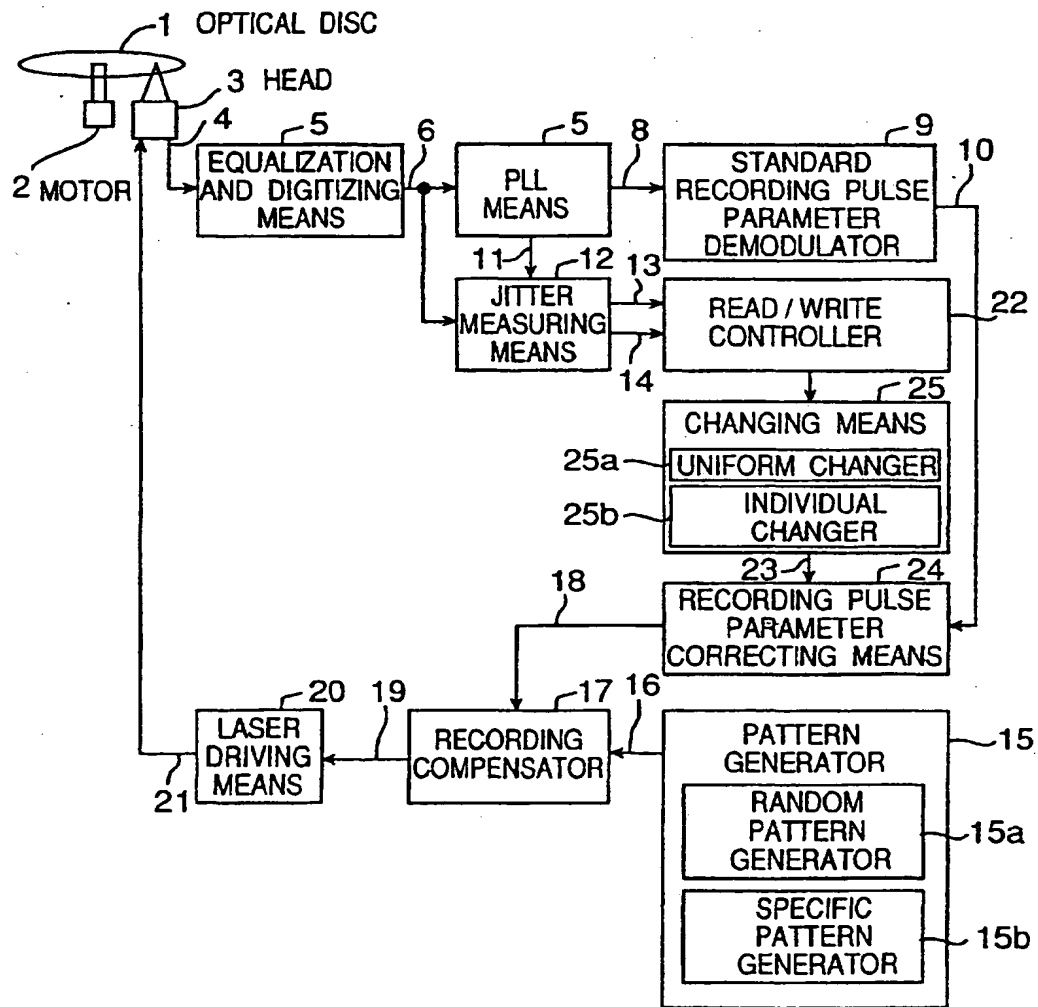 1 OPTICAL DISC
3 HEAD
4
2 MOTOR
5
EQUALIZATION
AND DIGITIZING
MEANS
6
5
PLL
MEANS
8
9
STANDARD
RECORDING PULSE
PARAMETER
DEMODULATOR
10
11
12
JITTER
MEASURING
MEANS
13
14
READ / WRITE
CONTROLLER
22
25
CHANGING MEANS
25a
UNIFORM CHANGER
25b
INDIVIDUAL
CHANGER
23
24
RECORDING PULSE
PARAMETER
CORRECTING MEANS
18
20
LASER
DRIVING
MEANS
21
19
17
RECORDING
COMPENSATOR
16
PATTERN
GENERATOR
15
RANDOM
PATTERN
GENERATOR
15a
SPECIFIC
PATTERN
GENERATOR
15b